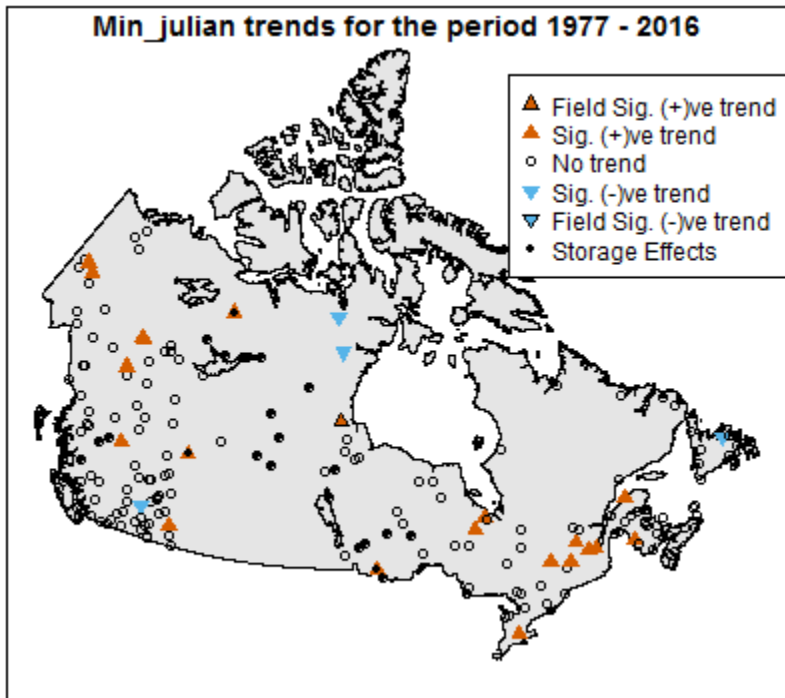 Min_julian trends for the period 1977 - 2016
Field Sig. (+)ve trend
Sig. (+)ve trend
No trend
Sig. (-)ve trend
Field Sig. (-)ve trend
Storage Effects